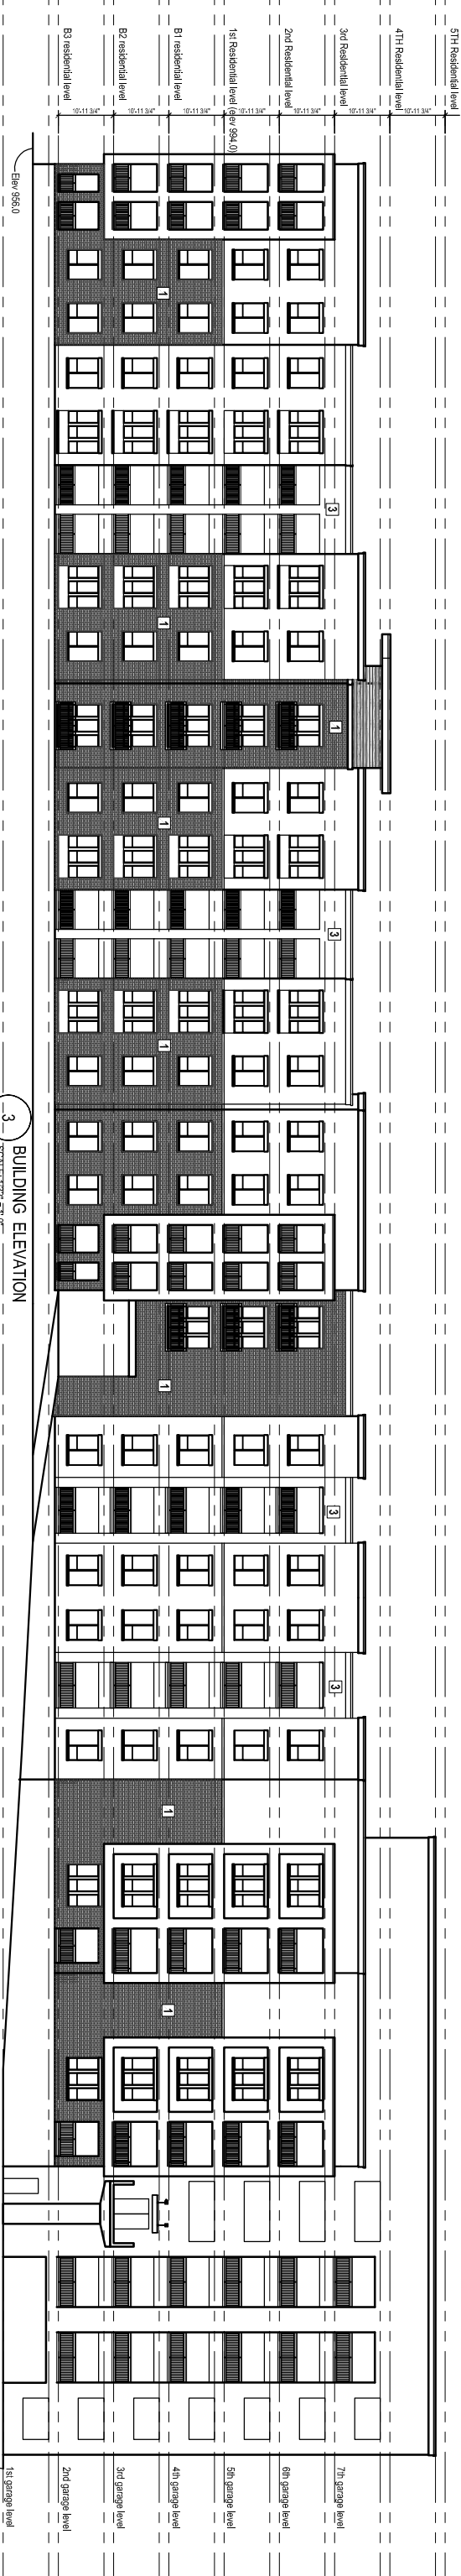 5TH Residential level
4TH Residential level
3rd Residential level
2nd Residential level
1st Residential level (elev 994.0)
B1 residential level
B2 residential level
B3 residential level
10'-11 3/4"
10'-11 3/4"
10'-11 3/4"
10'-11 3/4"
10'-11 3/4"
10'-11 3/4"
10'-11 3/4"
Elev 956.0
1
3
1
1
1
3
1
1
3
3
1
1
3
BUILDING ELEVATION
7th garage level
6th garage level
5th garage level
4th garage level
3rd garage level
2nd garage level
1st garage level